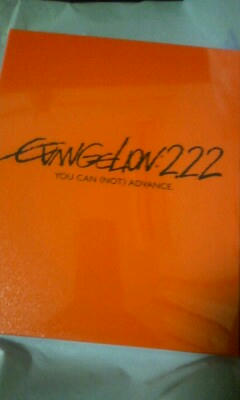 EVANGELION:2.22
YOU CAN (NOT) ADVANCE.